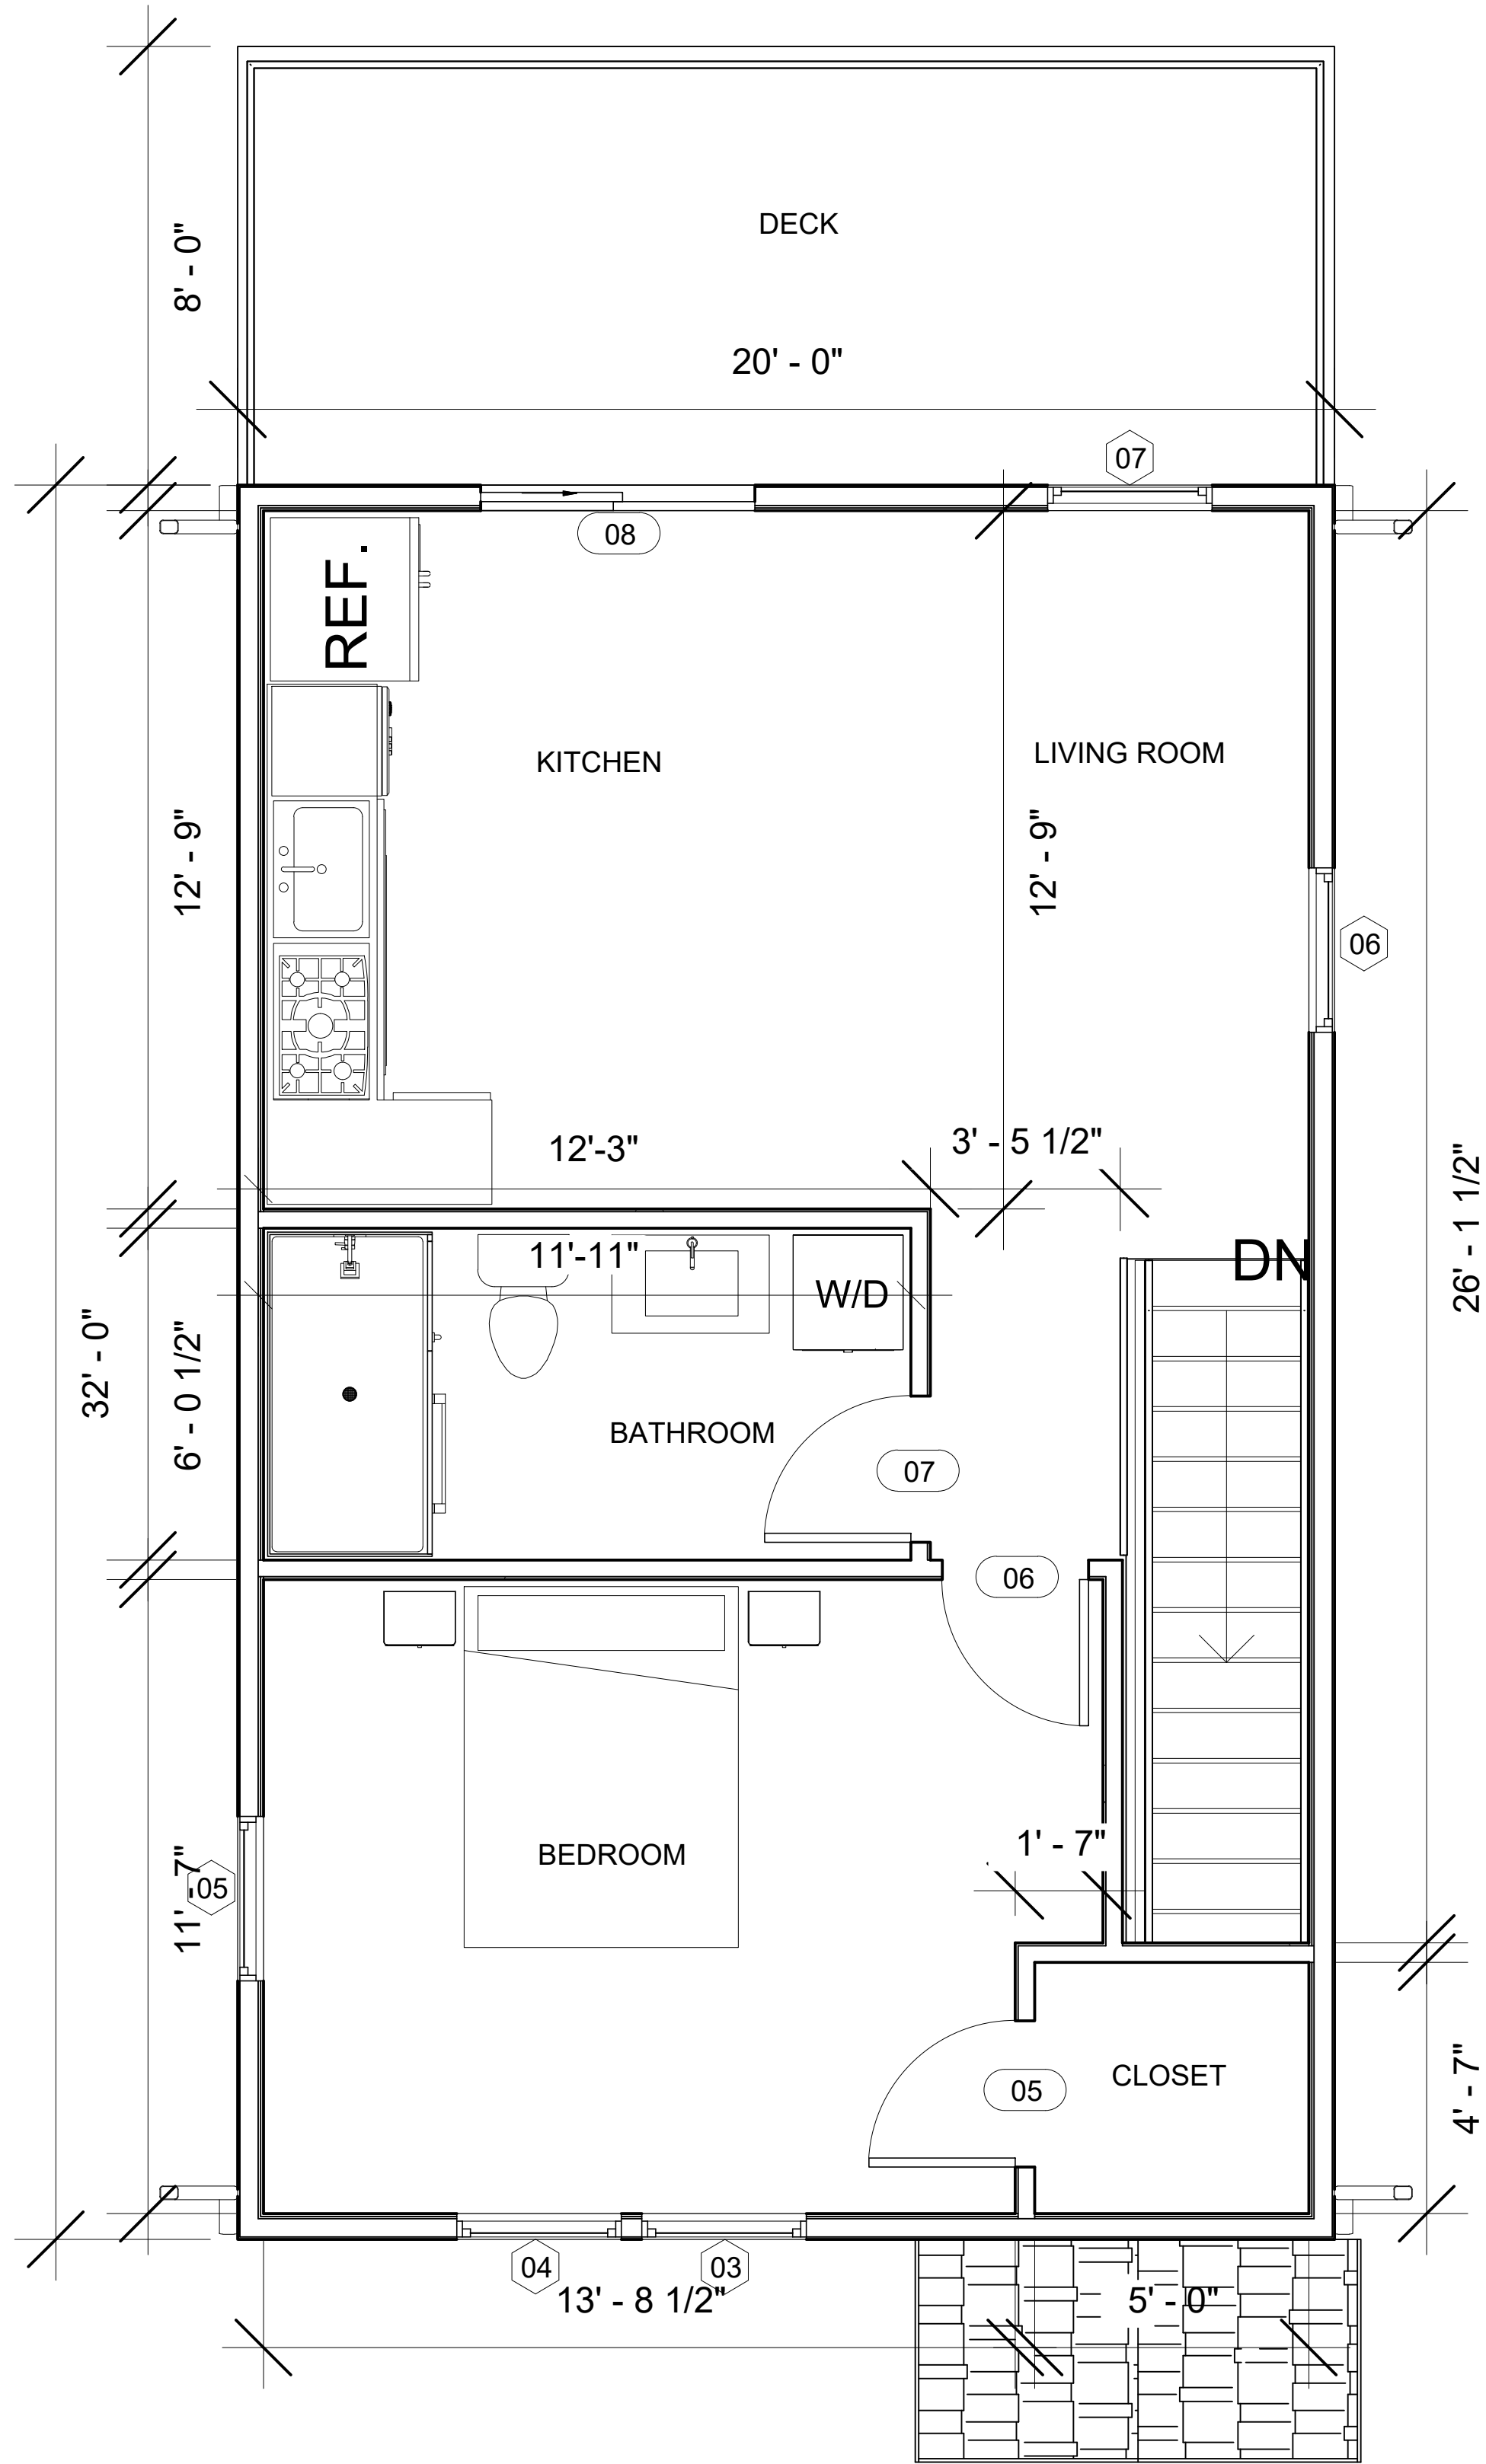 DECK
8' - 0"
20' - 0"
07
08
REF.
KITCHEN
LIVING ROOM
12' - 9"
12' - 9"
06
12'-3"
3' - 5 1/2"
26' - 1 1/2"
11'-11"
W/D
DN
32' - 0"
6' - 0 1/2"
BATHROOM
07
06
1' - 7"
BEDROOM
11' - 7"
05
CLOSET
05
4' - 7"
04
03
13' - 8 1/2"
5' - 0"